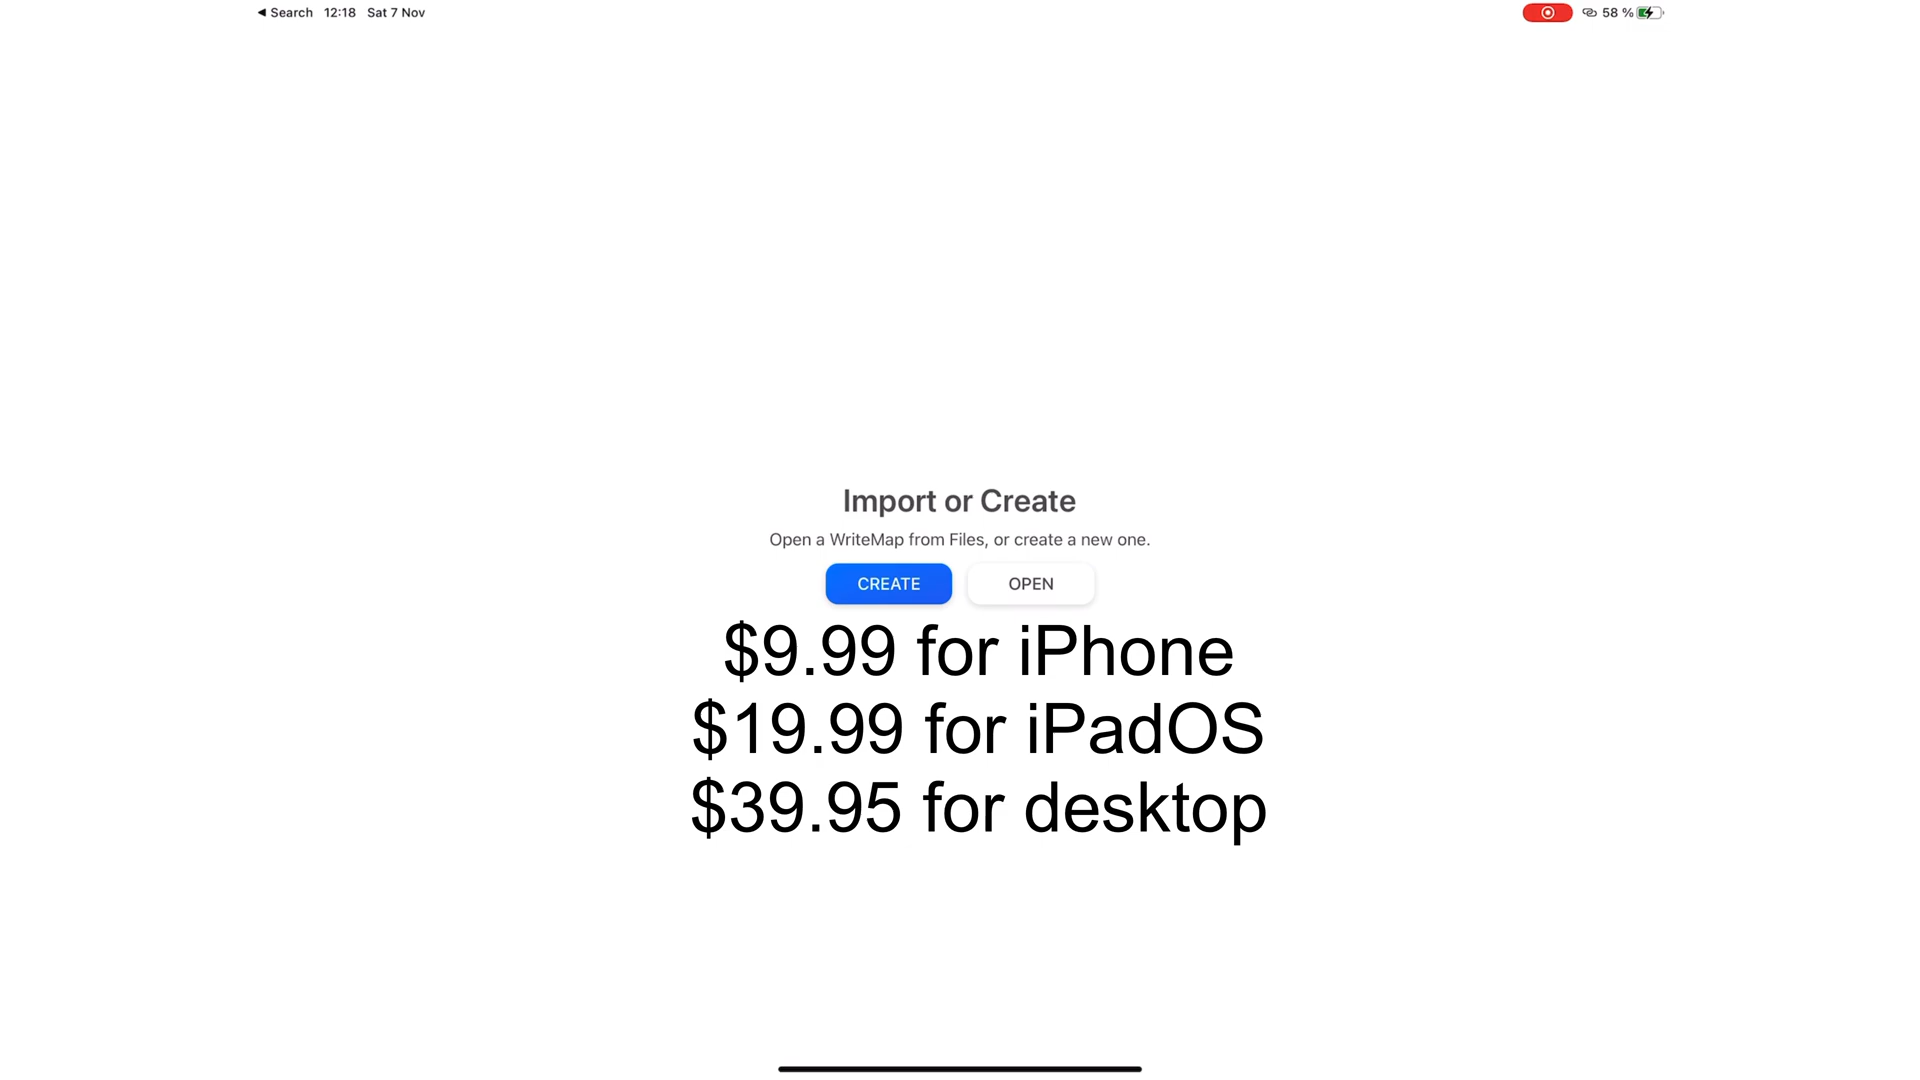 ◀ Search 12:18 Sat 7 Nov 58 %
Import or Create
Open a WriteMap from Files, or create a new one.
CREATE OPEN
$9.99 for iPhone
$19.99 for iPadOS
$39.95 for desktop